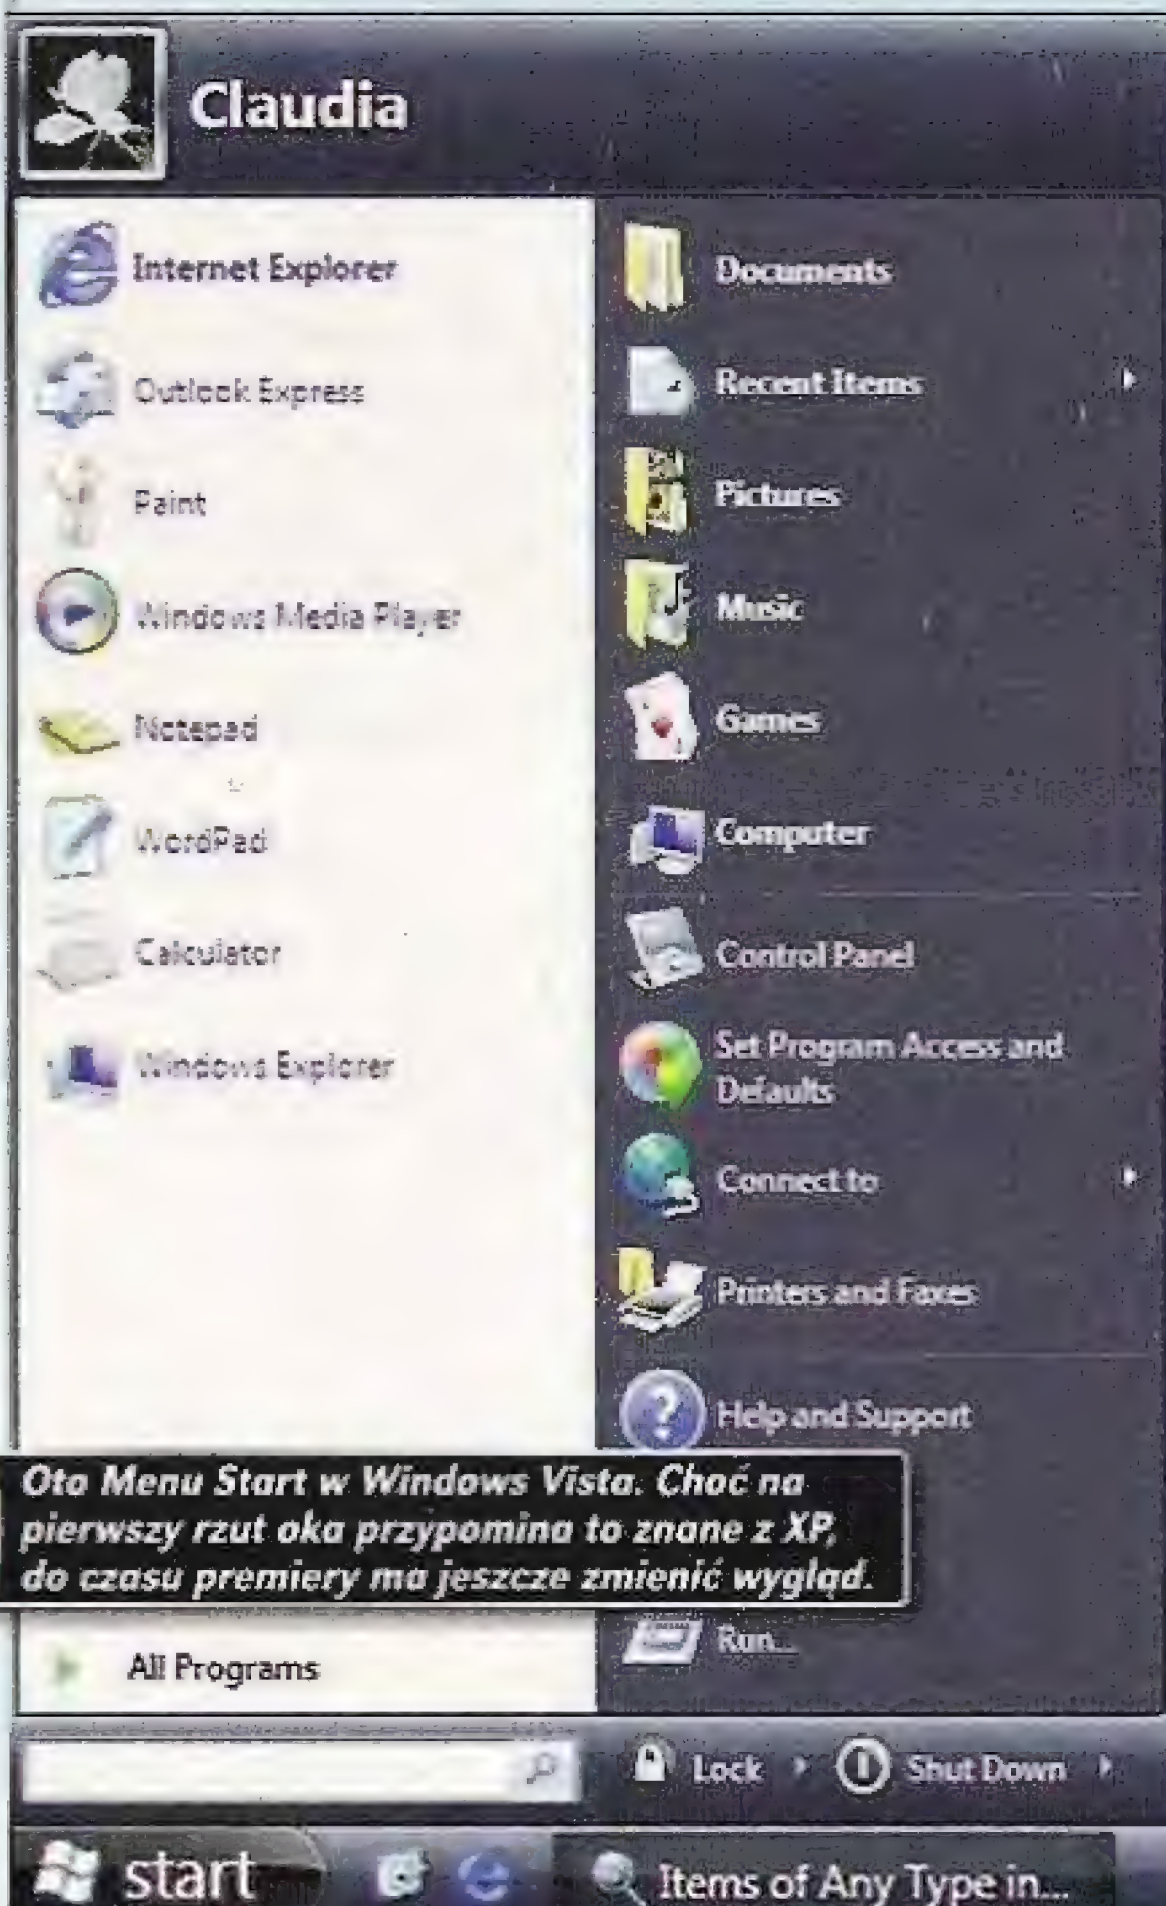 Claudia
Internet Explorer
Outlook Express
Paint
Windows Media Player
Notepad
WordPad
Calculator
Windows Explorer
Documents
Recent Items
Pictures
Music
Games
Computer
Control Panel
Set Program Access and
Defaults
Connect to
Printers and Faxes
Help and Support
Oto Menu Start w Windows Vista. Choć na
pierwszy rzut oka przypomina to znane z XP,
do czasu premiery ma jeszcze zmienić wygląd.
Run...
All Programs
Lock
Shut Down
start
Items of Any Type in...